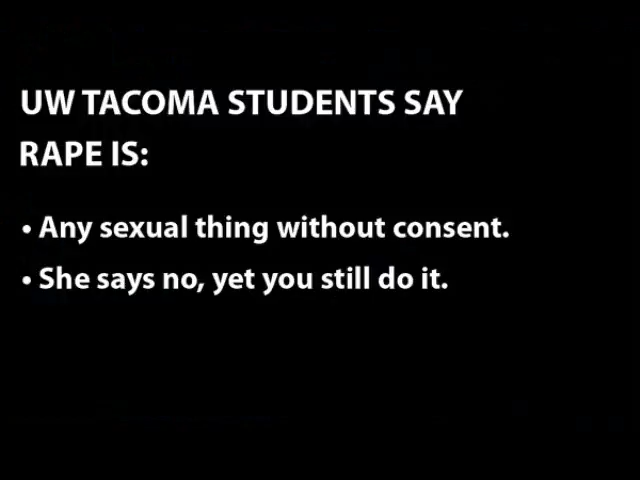 UW TACOMA STUDENTS SAY
RAPE IS:
• Any sexual thing without consent.
• She says no, yet you still do it.